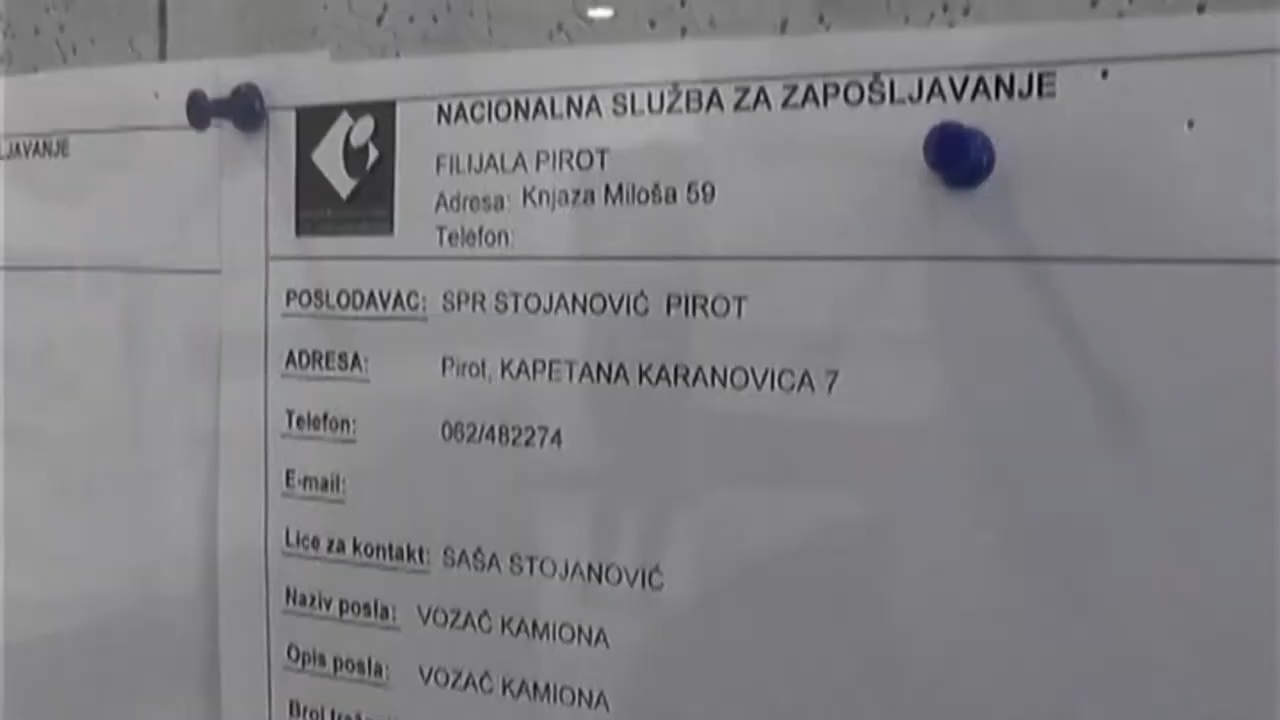 LJAVANJE
NACIONALNA SLUŽBA ZA ZAPOŠLJAVANJE
FILIJALA PIROT
Adresa: Knjaza Miloša 59
Telefon:
POSLODAVAC: SPR STOJANOVIĆ PIROT
ADRESA: Pirot, KAPETANA KARANOVICA 7
Telefon: 062/482274
E-mail:
Lice za kontakt: SAŠA STOJANOVIĆ
Naziv posla: VOZAČ KAMIONA
Opis posla: VOZAČ KAMIONA
Broj